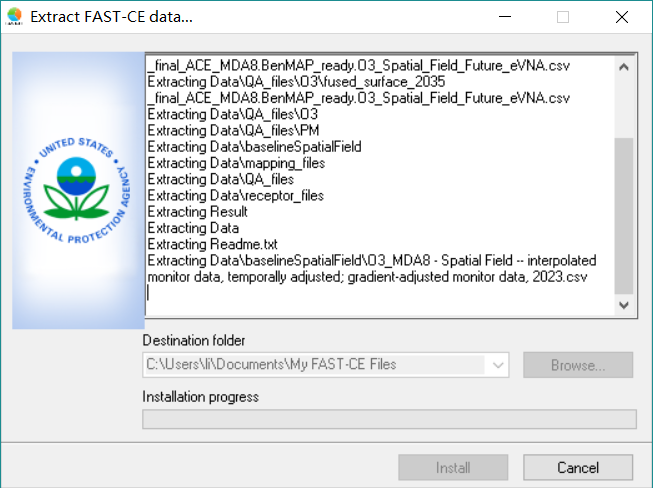 Extract FAST-CE data...
_final_ACE_MDA8.BenMAP_ready.O3_Spatial_Field_Future_eVNA.csv
Extracting Data\QA_files\O3\fused_surface_2035
_final_ACE_MDA8.BenMAP_ready.O3_Spatial_Field_Future_eVNA.csv
Extracting Data\QA_files\O3
Extracting Data\QA_files\PM
Extracting Data\baselineSpatialField
Extracting Data\mapping_files
Extracting Data\QA_files
Extracting Data\receptor_files
Extracting Result
Extracting Data
Extracting Readme.txt
Extracting Data\baselineSpatialField\O3_MDA8 - Spatial Field -- interpolated
monitor data, temporally adjusted; gradient-adjusted monitor data, 2023.csv
UNITED STATES
ENVIRONMENTAL PROTECTION AGENCY
Destination folder
C:\Users\li\Documents\My FAST-CE Files
Browse...
Installation progress
Install
Cancel